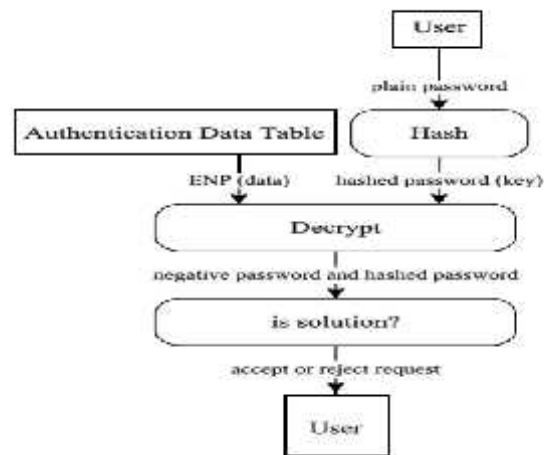 User
plain password
Authentication Data Table
Hash
ENP (data)
hashed password (key)
Decrypt
negative password and hashed password
is solution?
accept or reject request
User